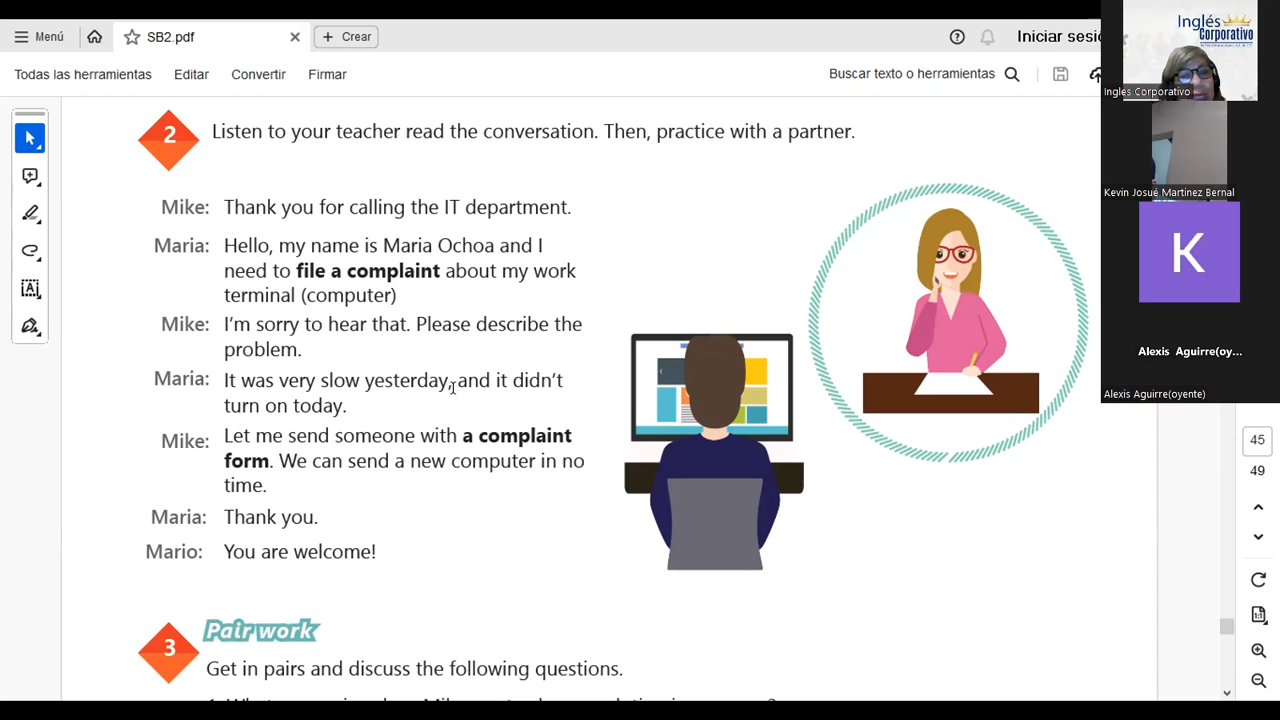 Menú
SB2.pdf
Crear
Iniciar sesi
Todas las herramientas
Editar
Convertir
Firmar
Buscar texto o herramientas
2
Listen to your teacher read the conversation. Then, practice with a partner.
Mike: Thank you for calling the IT department.
Maria: Hello, my name is Maria Ochoa and I
need to file a complaint about my work
terminal (computer)
Mike: I'm sorry to hear that. Please describe the
problem.
Maria: It was very slow yesterday, and it didn't
turn on today.
Mike: Let me send someone with a complaint
form. We can send a new computer in no
time.
Maria: Thank you.
Mario: You are welcome!
3
Pair work
Get in pairs and discuss the following questions.
Inglés
Corporativo
Ingles Corporativo
Kevin Josué Martinez Bernal
K
Alexis Aguirre(oy...
Alexis Aguirre(oyente)
45
49